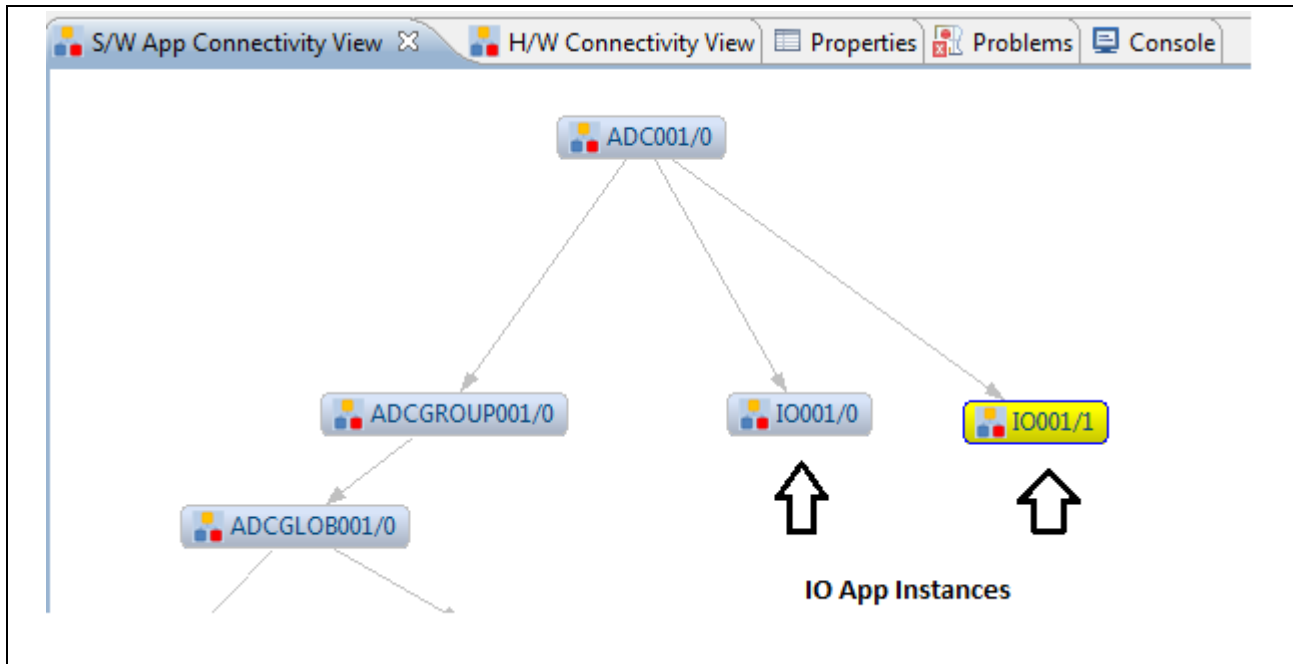 S/W App Connectivity View H/W Connectivity View Properties Problems Console
ADC001/0
ADCGROUP001/0 IO001/0 IO001/1
ADCGLOB001/0
IO App Instances